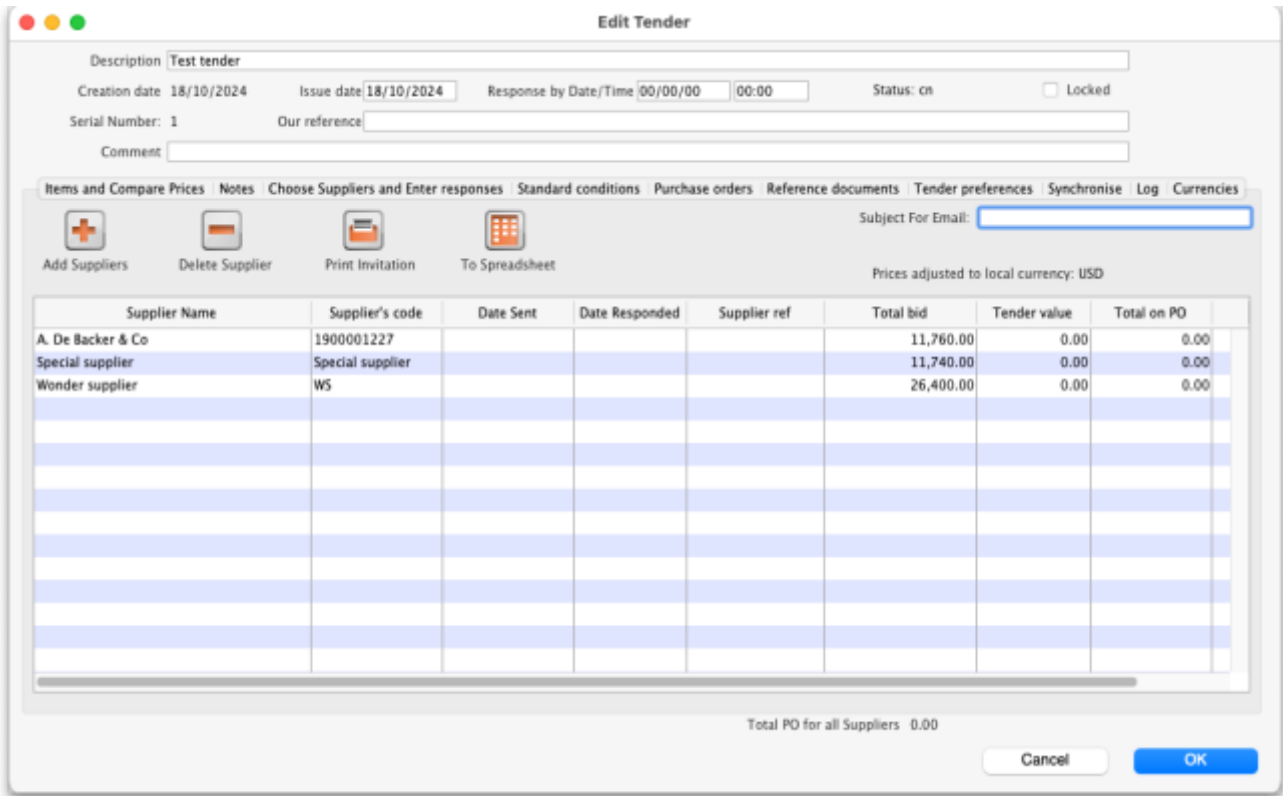 Edit Tender
Description Test tender
Creation date 18/10/2024 Issue date 18/10/2024 Response by Date/Time 00/00/00 00:00 Status: cn Locked
Serial Number: 1 Our reference
Comment
Items and Compare Prices Notes Choose Suppliers and Enter responses Standard conditions Purchase orders Reference documents Tender preferences Synchronise Log Currencies
Subject For Email:
Add Suppliers Delete Supplier Print Invitation To Spreadsheet
Prices adjusted to local currency: USD
Supplier Name Supplier's code Date Sent Date Responded Supplier ref Total bid Tender value Total on PO
A. De Backer & Co 1900001227 11,760.00 0.00 0.00
Special supplier Special supplier 11,740.00 0.00 0.00
Wonder supplier WS 26,400.00 0.00 0.00
Total PO for all Suppliers 0.00
Cancel OK